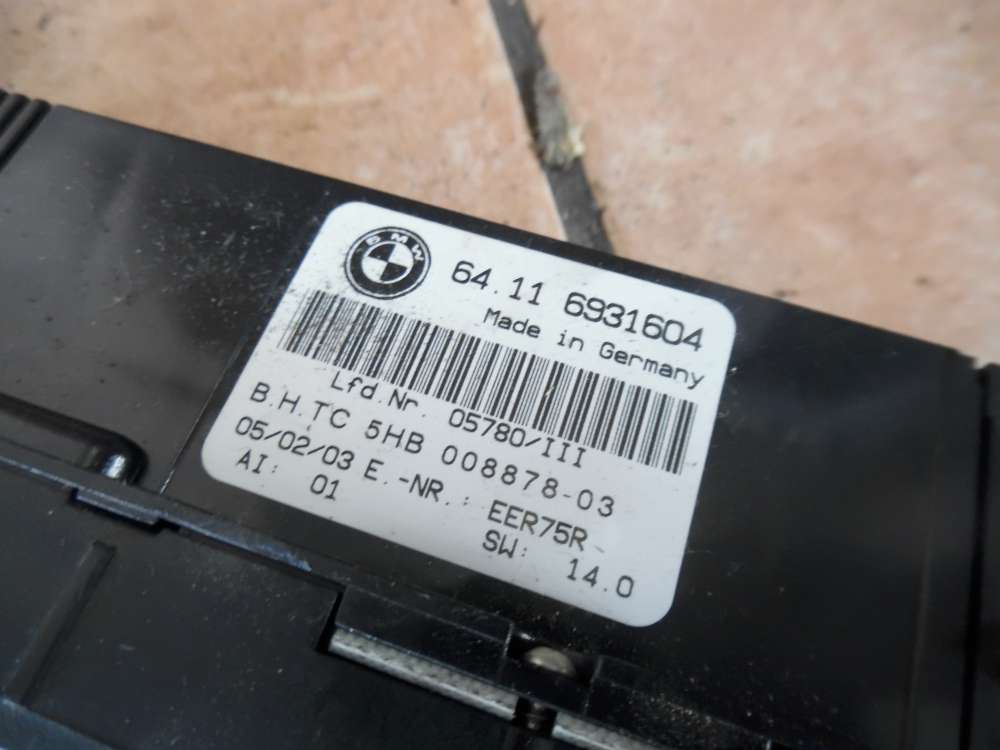 BMW
64.11 6931604
Made in Germany
Lfd.Nr. 05780/III
B.H.TC 5HB 008878-03
05/02/03 E.-NR.: EER75R
AI: 01 SW: 14.0